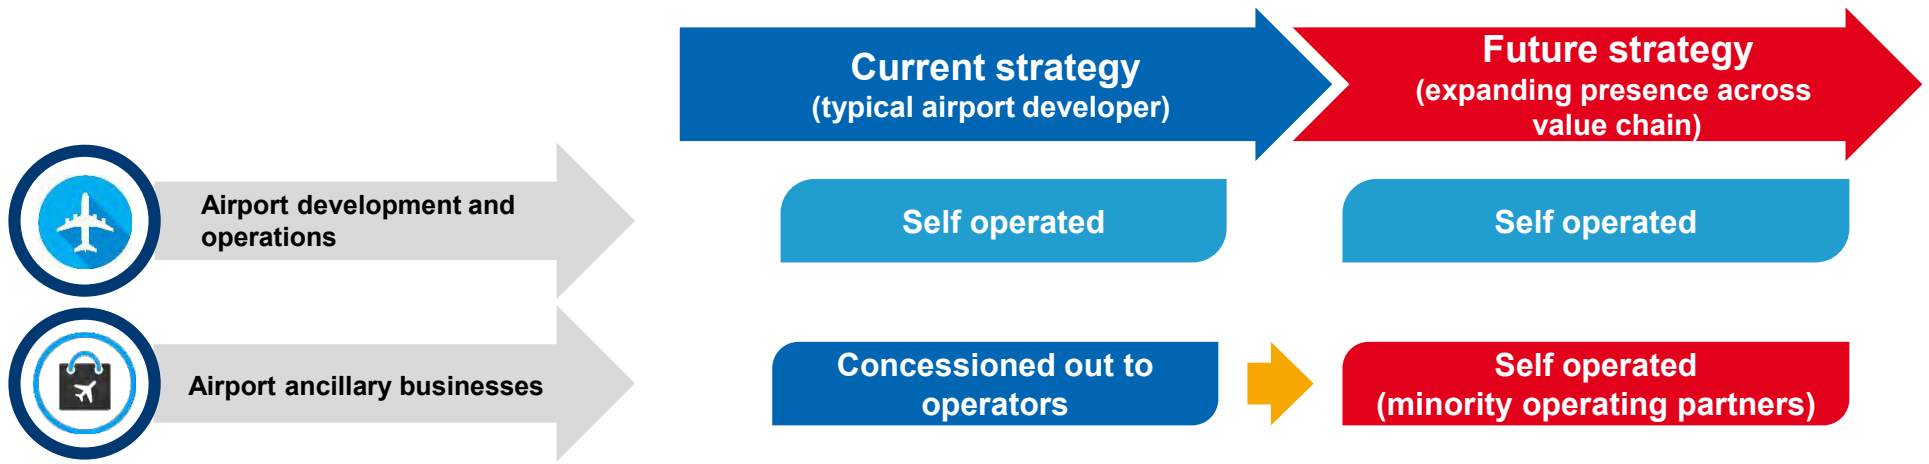 Current strategy
(typical airport developer)
Future strategy
(expanding presence across
value chain)
Airport development and
operations
Self operated
Self operated
Airport ancillary businesses
Concessioned out to
operators
Self operated
(minority operating partners)